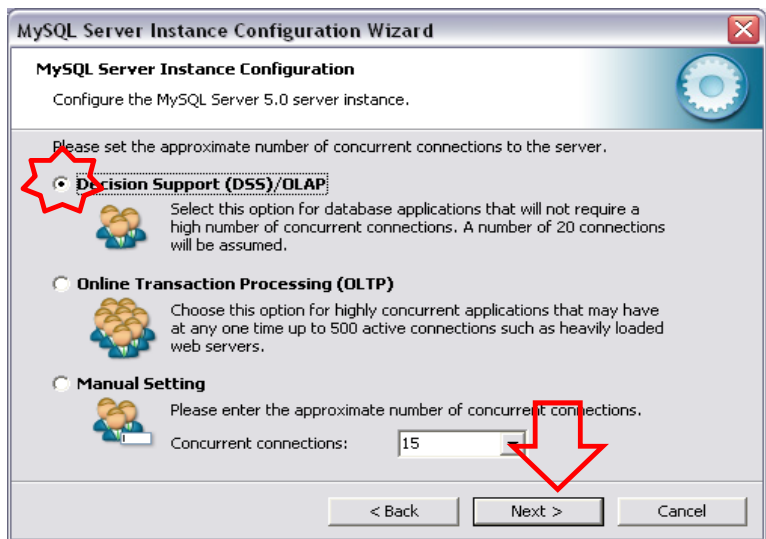 MySQL Server Instance Configuration Wizard
MySQL Server Instance Configuration
Configure the MySQL Server 5.0 server instance.
Please set the approximate number of concurrent connections to the server.
Decision Support (DSS)/OLAP
Select this option for database applications that will not require a
high number of concurrent connections. A number of 20 connections
will be assumed.
Online Transaction Processing (OLTP)
Choose this option for highly concurrent applications that may have
at any one time up to 500 active connections such as heavily loaded
web servers.
Manual Setting
Please enter the approximate number of concurrent connections.
Concurrent connections: 15
< Back Next > Cancel